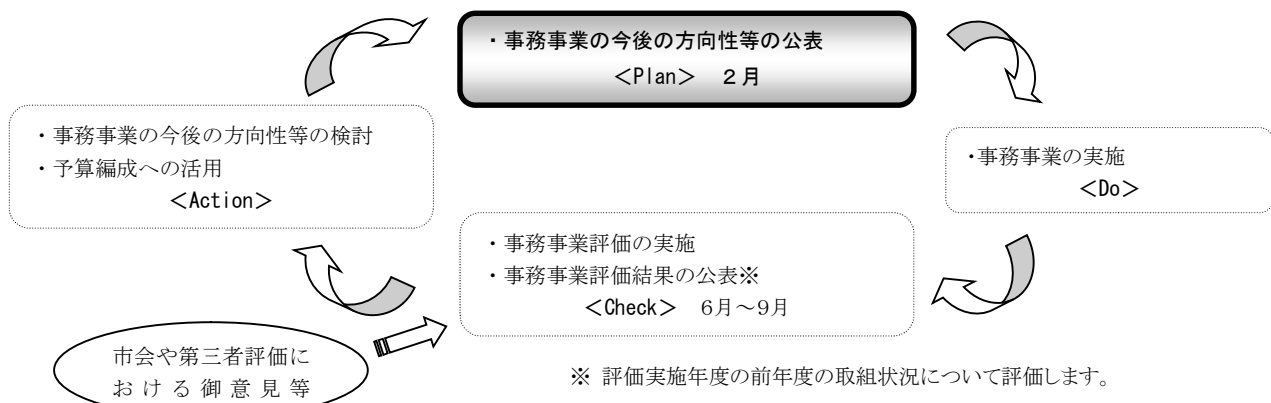 ・事務事業の今後の方向性等の公表
＜Plan＞　２月
・事務事業の今後の方向性等の検討
・予算編成への活用
＜Action＞
・事務事業の実施
＜Do＞
・事務事業評価の実施
・事務事業評価結果の公表※
＜Check＞　6月～9月
市会や第三者評価に
おける御意見等
※ 評価実施年度の前年度の取組状況について評価します。